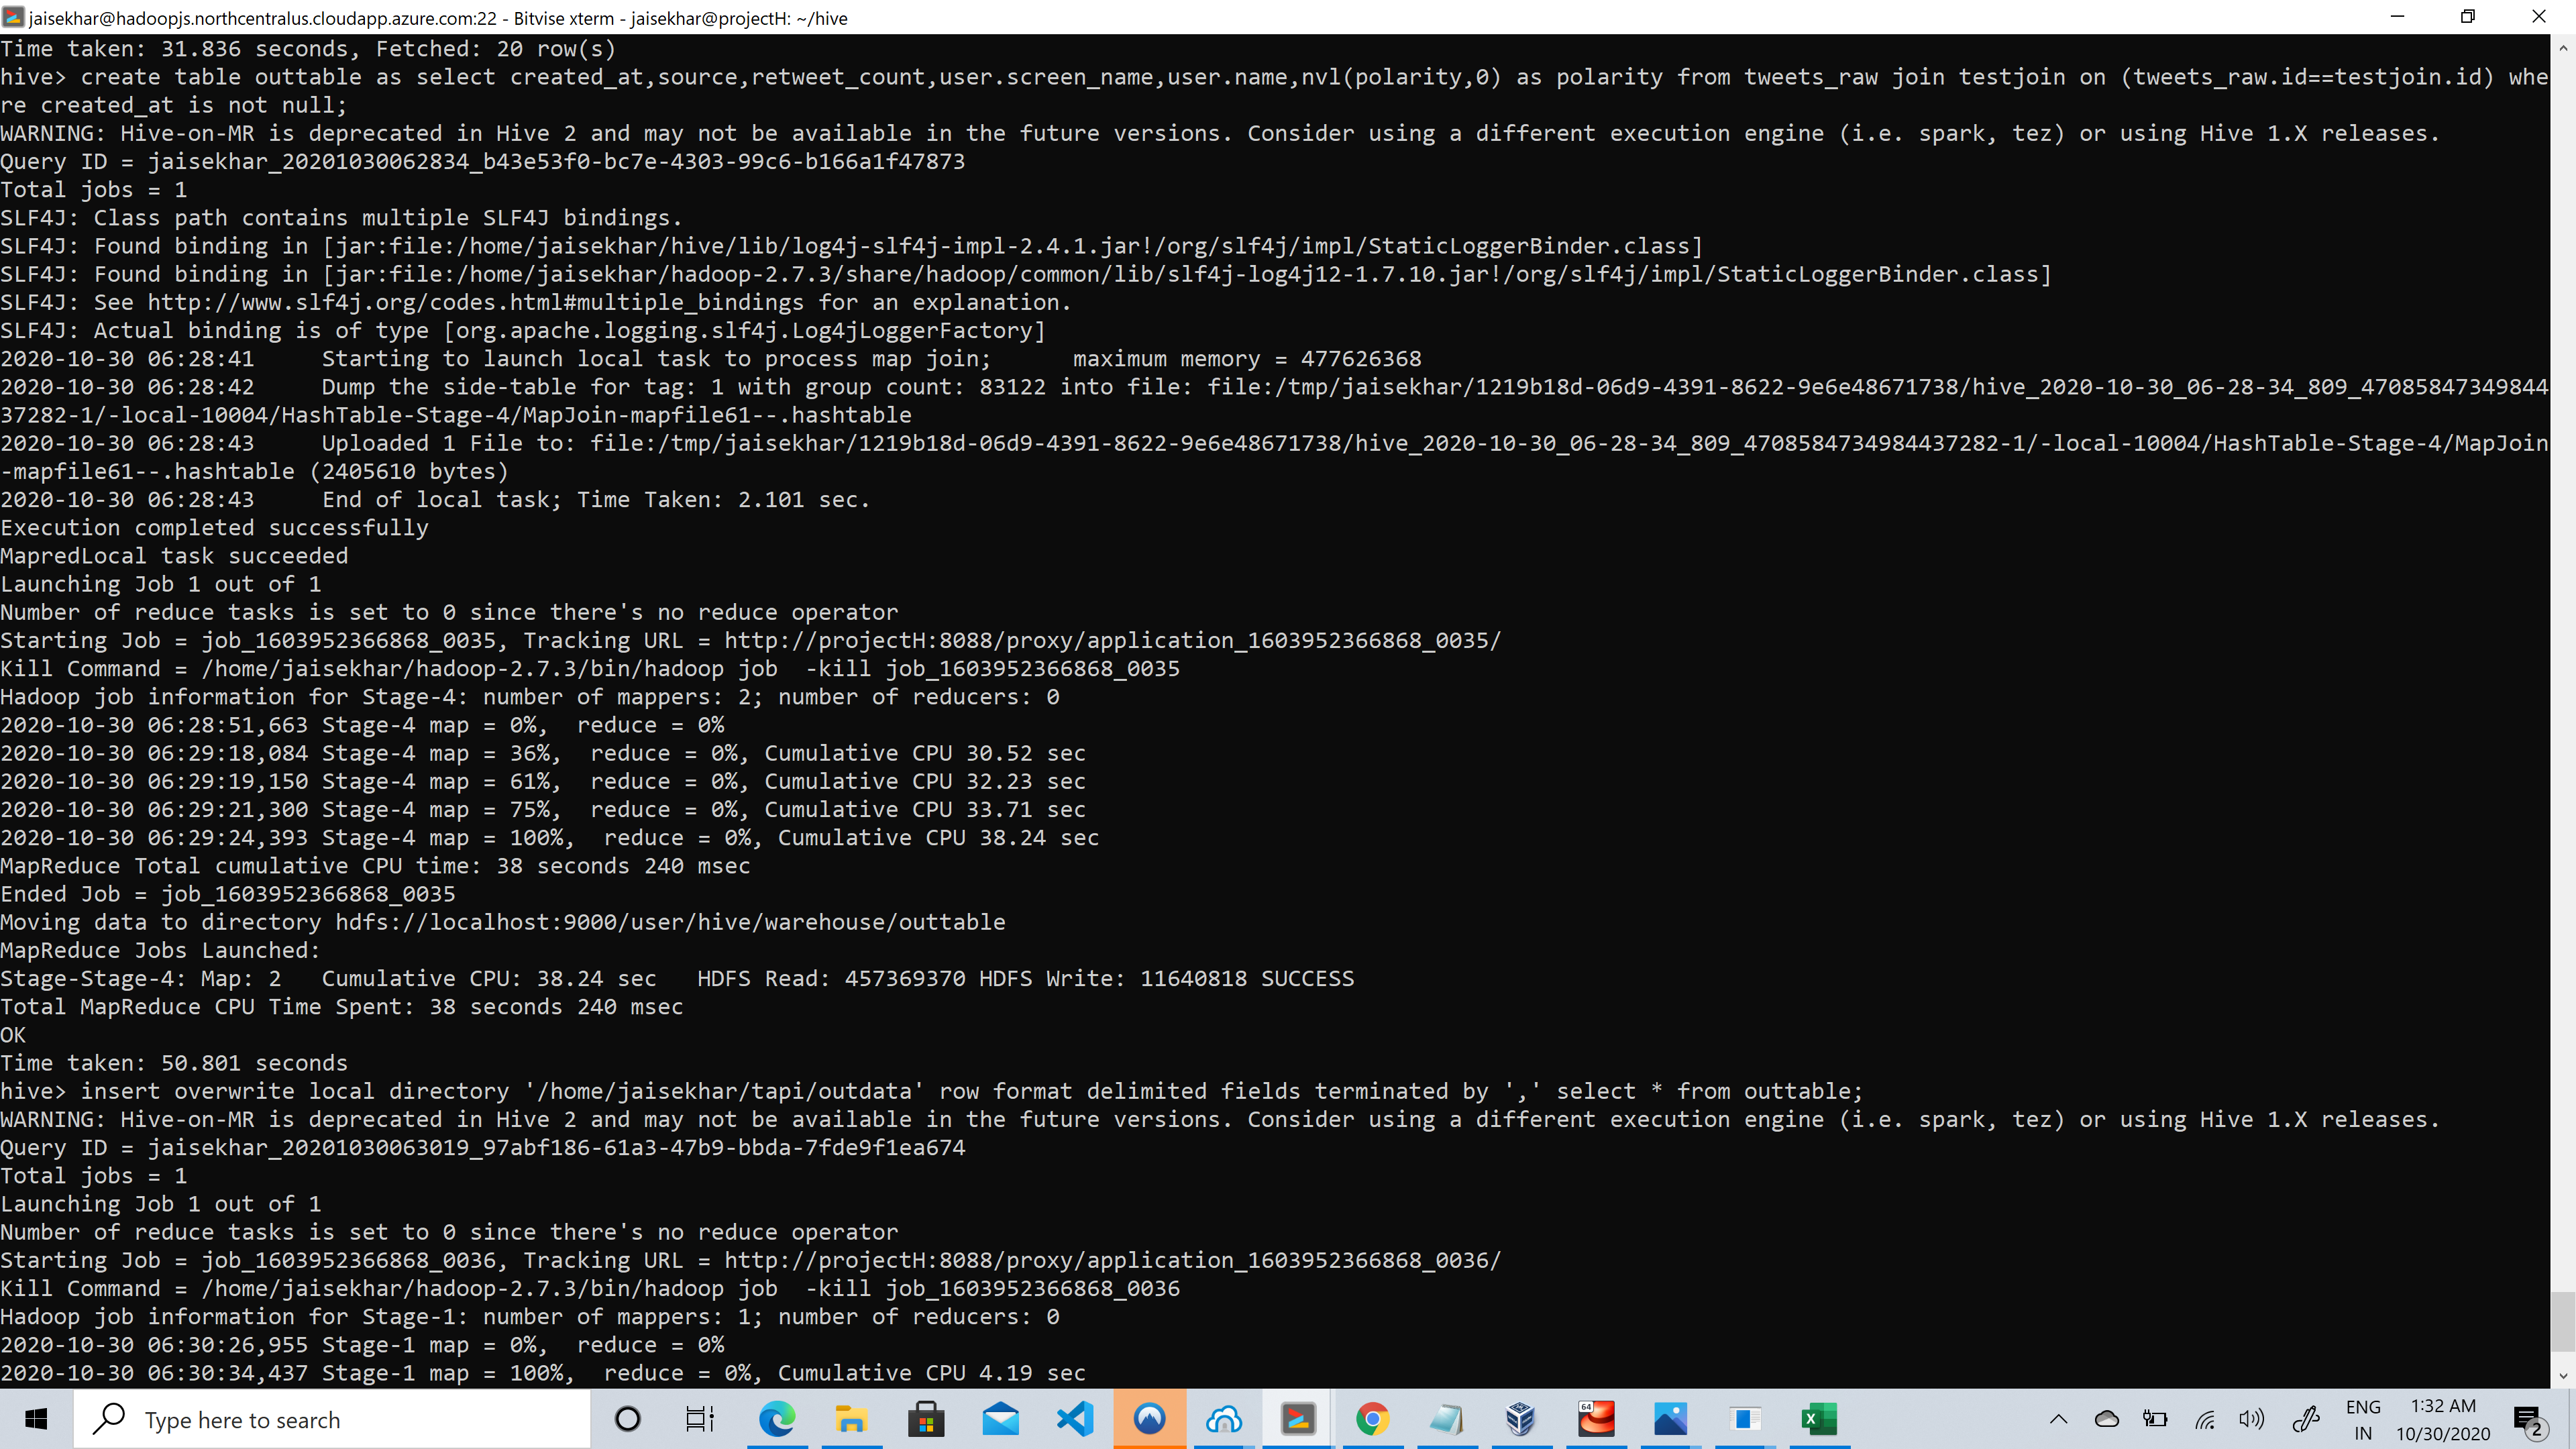 jaisekhar@hadoopjs.northcentralus.cloudapp.azure.com:22 - Bitvise xterm - jaisekhar@projectH: ~/hive
Time taken: 31.836 seconds, Fetched: 20 row(s)
hive> create table outtable as select created_at,source,retweet_count,user.screen_name,user.name,nvl(polarity,0) as polarity from tweets_raw join testjoin on (tweets_raw.id==testjoin.id) whe
re created_at is not null;
WARNING: Hive-on-MR is deprecated in Hive 2 and may not be available in the future versions. Consider using a different execution engine (i.e. spark, tez) or using Hive 1.X releases.
Query ID = jaisekhar_20201030062834_b43e53f0-bc7e-4303-99c6-b166a1f47873
Total jobs = 1
SLF4J: Class path contains multiple SLF4J bindings.
SLF4J: Found binding in [jar:file:/home/jaisekhar/hive/lib/log4j-slf4j-impl-2.4.1.jar!/org/slf4j/impl/StaticLoggerBinder.class]
SLF4J: Found binding in [jar:file:/home/jaisekhar/hadoop-2.7.3/share/hadoop/common/lib/slf4j-log4j12-1.7.10.jar!/org/slf4j/impl/StaticLoggerBinder.class]
SLF4J: See http://www.slf4j.org/codes.html#multiple_bindings for an explanation.
SLF4J: Actual binding is of type [org.apache.logging.slf4j.Log4jLoggerFactory]
2020-10-30 06:28:41     Starting to launch local task to process map join;      maximum memory = 477626368
2020-10-30 06:28:42     Dump the side-table for tag: 1 with group count: 83122 into file: file:/tmp/jaisekhar/1219b18d-06d9-4391-8622-9e6e48671738/hive_2020-10-30_06-28-34_809_47085847349844
37282-1/-local-10004/HashTable-Stage-4/MapJoin-mapfile61--.hashtable
2020-10-30 06:28:43     Uploaded 1 File to: file:/tmp/jaisekhar/1219b18d-06d9-4391-8622-9e6e48671738/hive_2020-10-30_06-28-34_809_4708584734984437282-1/-local-10004/HashTable-Stage-4/MapJoin
-mapfile61--.hashtable (2405610 bytes)
2020-10-30 06:28:43     End of local task; Time Taken: 2.101 sec.
Execution completed successfully
MapredLocal task succeeded
Launching Job 1 out of 1
Number of reduce tasks is set to 0 since there's no reduce operator
Starting Job = job_1603952366868_0035, Tracking URL = http://projectH:8088/proxy/application_1603952366868_0035/
Kill Command = /home/jaisekhar/hadoop-2.7.3/bin/hadoop job  -kill job_1603952366868_0035
Hadoop job information for Stage-4: number of mappers: 2; number of reducers: 0
2020-10-30 06:28:51,663 Stage-4 map = 0%,  reduce = 0%
2020-10-30 06:29:18,084 Stage-4 map = 36%,  reduce = 0%, Cumulative CPU 30.52 sec
2020-10-30 06:29:19,150 Stage-4 map = 61%,  reduce = 0%, Cumulative CPU 32.23 sec
2020-10-30 06:29:21,300 Stage-4 map = 75%,  reduce = 0%, Cumulative CPU 33.71 sec
2020-10-30 06:29:24,393 Stage-4 map = 100%,  reduce = 0%, Cumulative CPU 38.24 sec
MapReduce Total cumulative CPU time: 38 seconds 240 msec
Ended Job = job_1603952366868_0035
Moving data to directory hdfs://localhost:9000/user/hive/warehouse/outtable
MapReduce Jobs Launched:
Stage-Stage-4: Map: 2   Cumulative CPU: 38.24 sec   HDFS Read: 457369370 HDFS Write: 11640818 SUCCESS
Total MapReduce CPU Time Spent: 38 seconds 240 msec
OK
Time taken: 50.801 seconds
hive> insert overwrite local directory '/home/jaisekhar/tapi/outdata' row format delimited fields terminated by ',' select * from outtable;
WARNING: Hive-on-MR is deprecated in Hive 2 and may not be available in the future versions. Consider using a different execution engine (i.e. spark, tez) or using Hive 1.X releases.
Query ID = jaisekhar_20201030063019_97abf186-61a3-47b9-bbda-7fde9f1ea674
Total jobs = 1
Launching Job 1 out of 1
Number of reduce tasks is set to 0 since there's no reduce operator
Starting Job = job_1603952366868_0036, Tracking URL = http://projectH:8088/proxy/application_1603952366868_0036/
Kill Command = /home/jaisekhar/hadoop-2.7.3/bin/hadoop job  -kill job_1603952366868_0036
Hadoop job information for Stage-1: number of mappers: 1; number of reducers: 0
2020-10-30 06:30:26,955 Stage-1 map = 0%,  reduce = 0%
2020-10-30 06:30:34,437 Stage-1 map = 100%,  reduce = 0%, Cumulative CPU 4.19 sec
Type here to search
64
ENG
IN
1:32 AM
10/30/2020
2